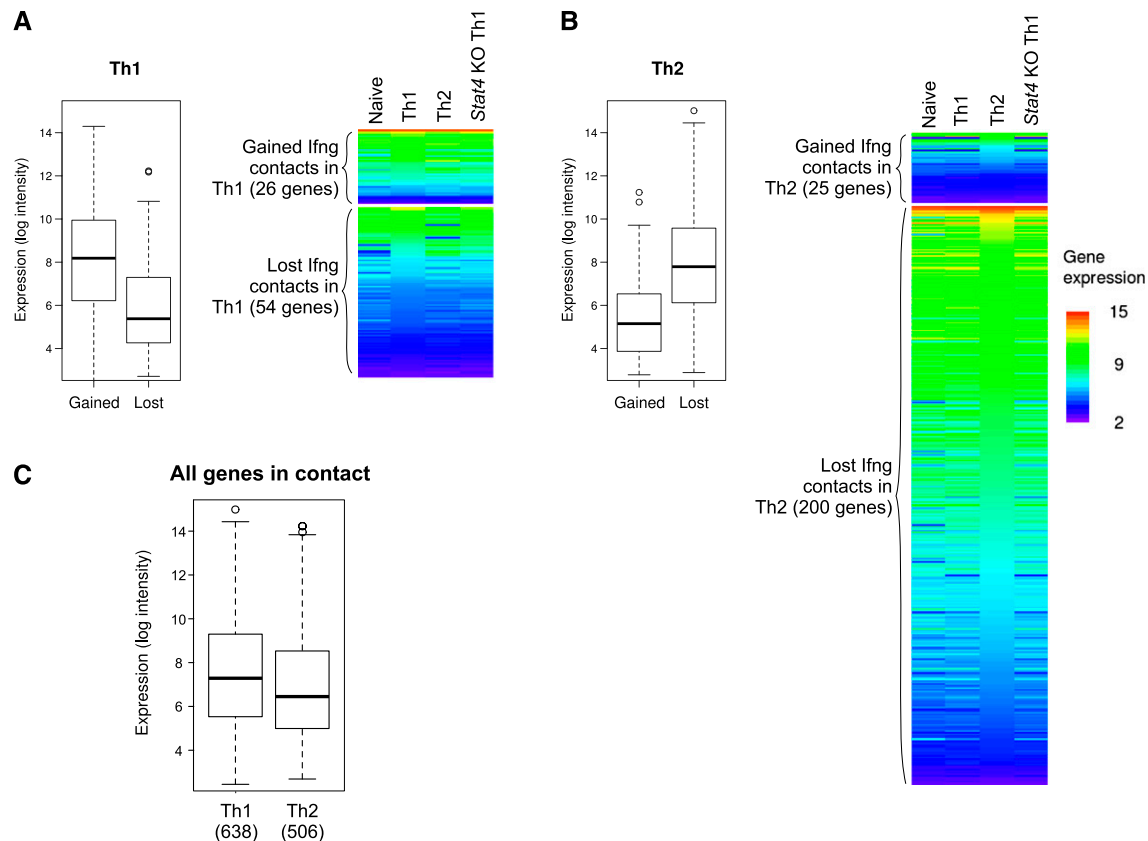 A
Th1
Expression (log intensity)
14
12
10
8
6
4
Gained
Lost
Naive
Th1
Th2
Stat4 KO Th1
Gained Ifng
contacts in
Th1 (26 genes)
Lost Ifng
contacts in
Th1 (54 genes)
B
Th2
Expression (log intensity)
14
12
10
8
6
4
Gained
Lost
Naive
Th1
Th2
Stat4 KO Th1
Gained Ifng
contacts in
Th2 (25 genes)
Lost Ifng
contacts in
Th2 (200 genes)
Gene
expression
15
9
2
C
All genes in contact
Expression (log intensity)
14
12
10
8
6
4
Th1
(638)
Th2
(506)